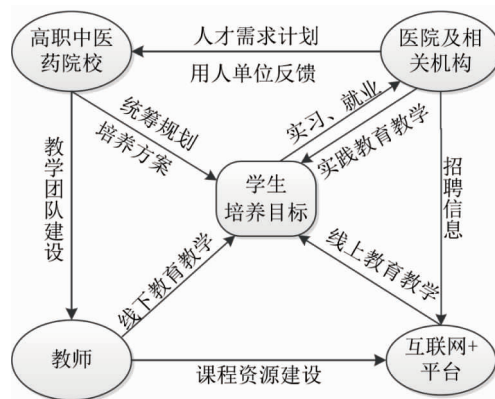 高职中医
药院校
人才需求计划
用人单位反馈
医院及相
关机构
统筹规划
培养方案
实习、就业
实践教育教学
教学团队建设
学生
培养目标
招聘信息
线下教育教学
线上教育教学
教师
课程资源建设
互联网+
平台